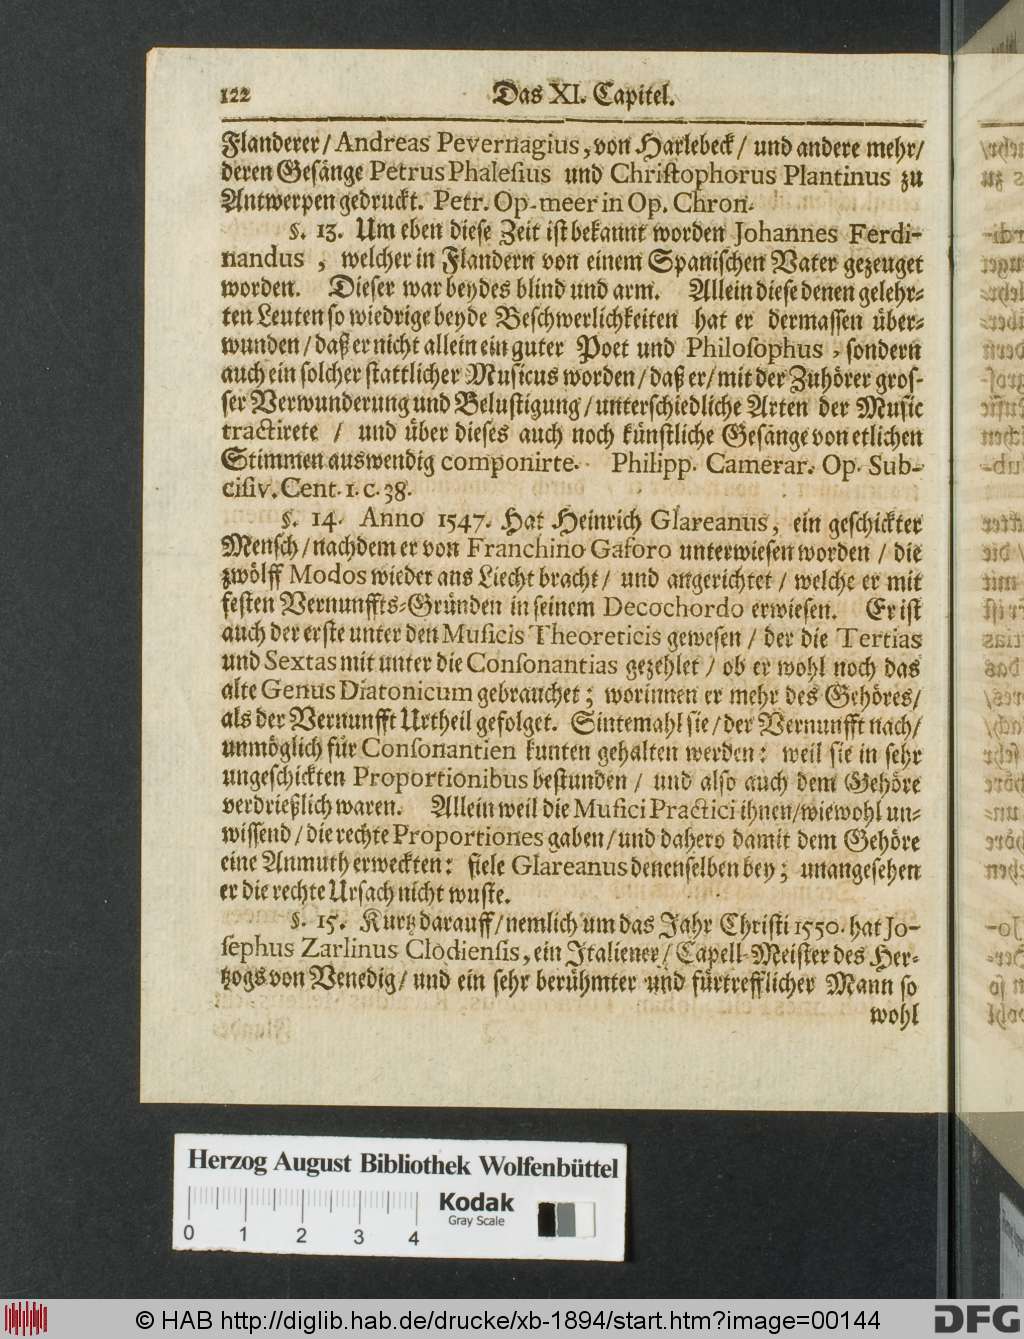 122 Das XI. Capitel.
Flanderer / Andreas Pevernagius, von Harlebeck / und andere mehr /
deren Gesänge Petrus Phalesius und Christophorus Plantinus zu
Antwerpen gedruckt. Petr. Op-meer in Op. Chron.
§. 13. Um eben diese Zeit ist bekannt worden Johannes Ferdi-
nandus , welcher in Flandern von einem Spanischen Vater gezeuget
worden. Dieser war beydes blind und arm. Allein diese denen gelehr-
ten Leuten so wiedrige beyde Beschwerlichkeiten hat er dermassen über-
wunden / daß er nicht allein ein guter Poet und Philosophus , sondern
auch ein solcher stattlicher Musicus worden / daß er / mit der Zuhörer gros-
ser Verwunderung und Belustigung / unterschiedliche Arten der Music
tractirete / und über dieses auch noch künstliche Gesänge von etlichen
Stimmen auswendig componirte. Philipp. Camerar. Op. Sub-
cisiv. Cent. 1. c. 38.
§. 14. Anno 1547. Hat Heinrich Glareanus, ein geschickter
Mensch / nachdem er von Franchino Gaforo unterwiesen worden / die
zwölff Modos wieder ans Liecht bracht / und angerichtet / welche er mit
festen Vernunffts-Gründen in seinem Decochordo erwiesen. Er ist
auch der erste unter den Musicis Theoreticis gewesen / der die Tertias
und Sextas mit unter die Consonantias gezehlet / ob er wohl noch das
alte Genus Diatonicum gebrauchet ; worinnen er mehr des Gehöres /
als der Vernunfft Urtheil gefolget. Sintemahl sie / der Vernunfft nach /
unmöglich für Consonantien kunten gehalten werden : weil sie in sehr
ungeschickten Proportionibus bestunden / und also auch dem Gehöre
verdrießlich waren. Allein weil die Musici Practici ihnen / wiewohl un-
wissend / die rechte Proportiones gaben / und dahero damit dem Gehöre
eine Anmuth erweckten : fiele Glareanus denenselben bey ; unangesehen
er die rechte Ursach nicht wuste.
§. 15. Kurtz darauff / nemlich um das Jahr Christi 1550. hat Jo-
sephus Zarlinus Clodiensis, ein Italiener / Capell-Meister des Her-
tzogs von Venedig / und ein sehr berühmter und fürtrefflicher Mann so
wohl
Herzog August Bibliothek Wolfenbüttel
Kodak
Gray Scale
0 1 2 3 4
© HAB http://diglib.hab.de/drucke/xb-1894/start.htm?image=00144
DFG